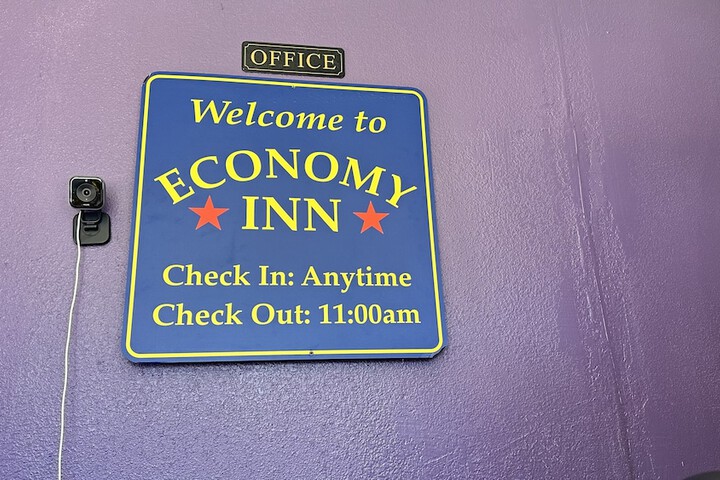 OFFICE
Welcome to
ECONOMY
INN
Check In: Anytime
Check Out: 11:00am